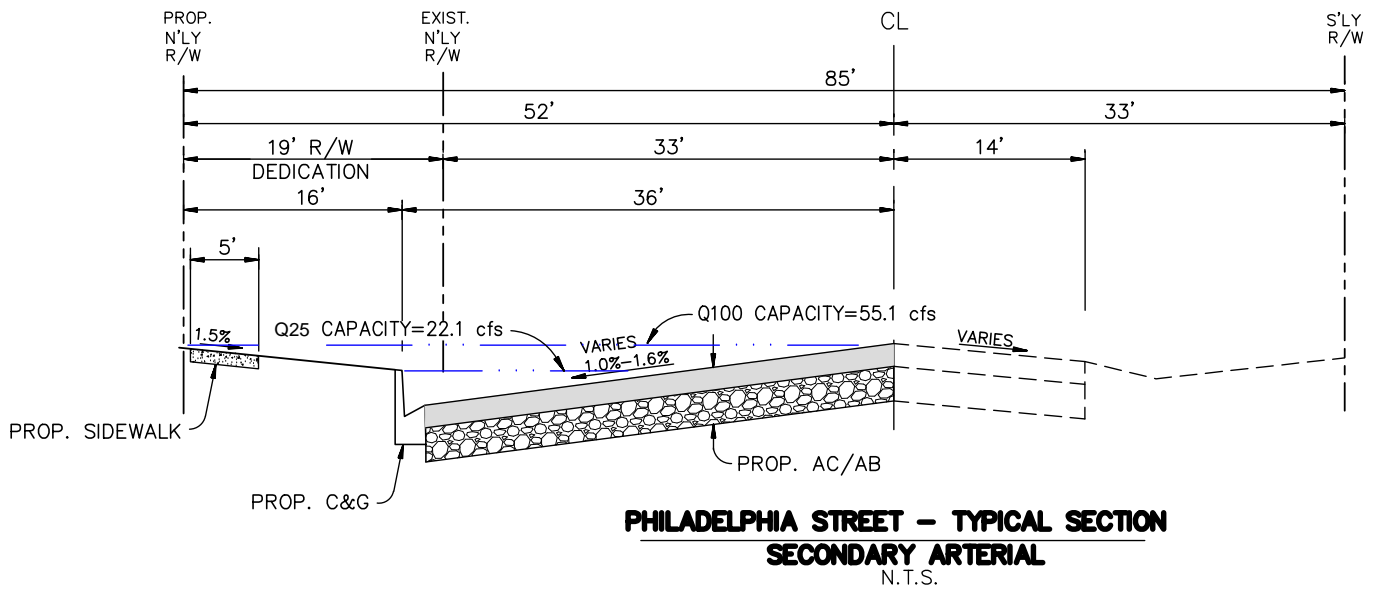 PROP.
N'LY
R/W
EXIST.
N'LY
R/W
CL
S'LY
R/W
85'
52'
33'
19' R/W
DEDICATION
33'
14'
16'
36'
5'
Q25 CAPACITY=22.1 cfs
Q100 CAPACITY=55.1 cfs
1.5%
VARIES
1.0%-1.6%
VARIES
PROP. SIDEWALK
PROP. AC/AB
PROP. C&G
PHILADELPHIA STREET – TYPICAL SECTION
SECONDARY ARTERIAL
N.T.S.